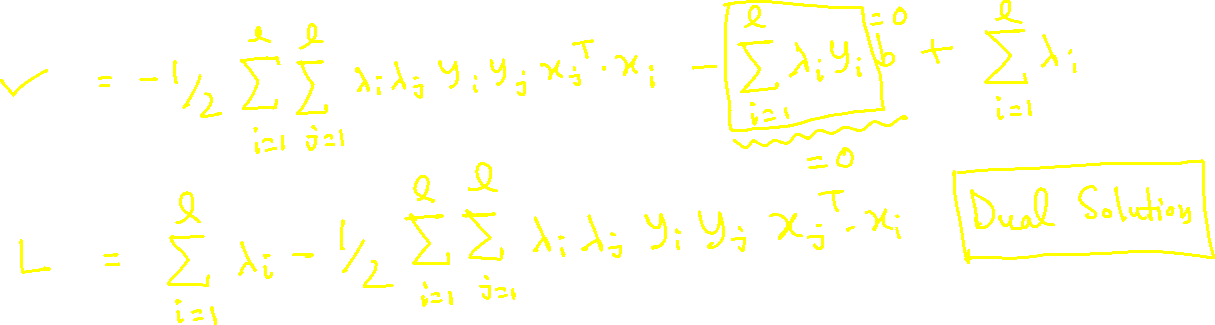 ✓ = -1/2 ∑_{i=1}^{l} ∑_{j=1}^{l} λ_i λ_j y_i y_j x_j^T · x_i − ∑_{i=1}^{l} λ_i y_i b + ∑_{i=1}^{l} λ_i
=0
=0
L = ∑_{i=1}^{l} λ_i − 1/2 ∑_{i=1}^{l} ∑_{j=1}^{l} λ_i λ_j y_i y_j x_j^T · x_i
Dual Solution